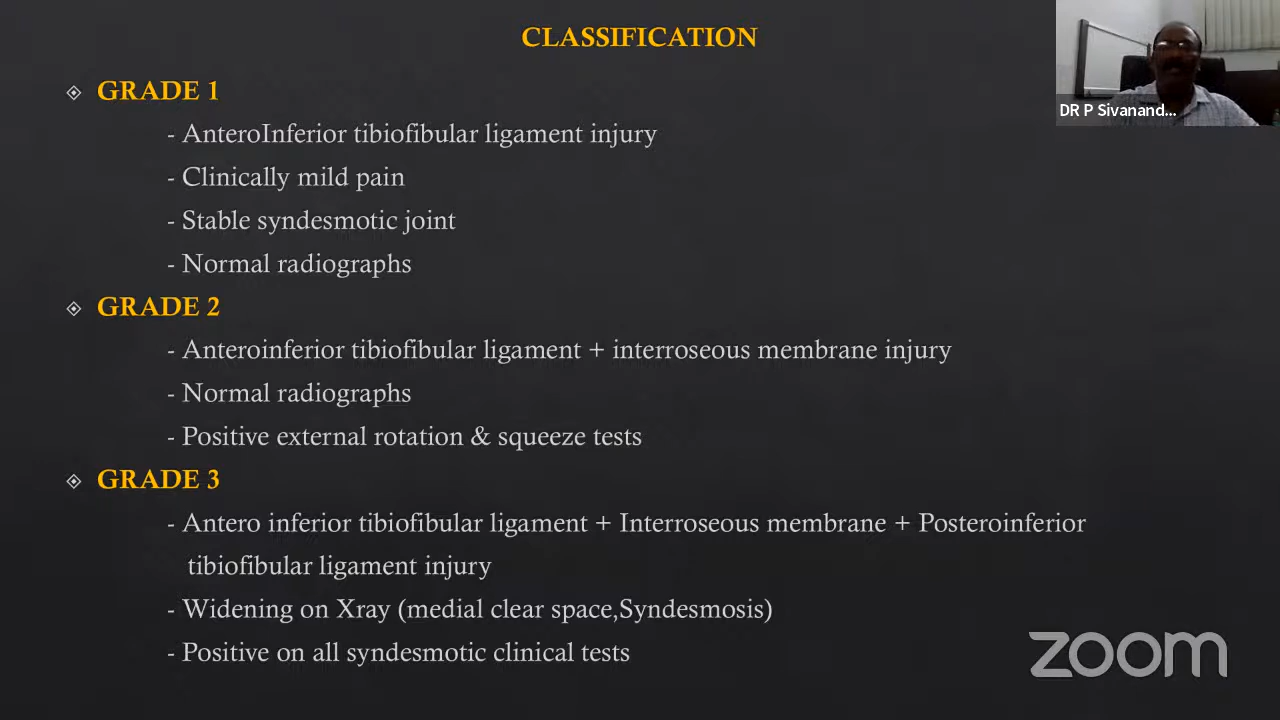 CLASSIFICATION
GRADE 1
- AnteroInferior tibiofibular ligament injury
- Clinically mild pain
- Stable syndesmotic joint
- Normal radiographs
GRADE 2
- Anteroinferior tibiofibular ligament + interroseous membrane injury
- Normal radiographs
- Positive external rotation & squeeze tests
GRADE 3
- Antero inferior tibiofibular ligament + Interroseous membrane + Posteroinferior
tibiofibular ligament injury
- Widening on Xray (medial clear space,Syndesmosis)
- Positive on all syndesmotic clinical tests
DR P Sivanand...
zoom